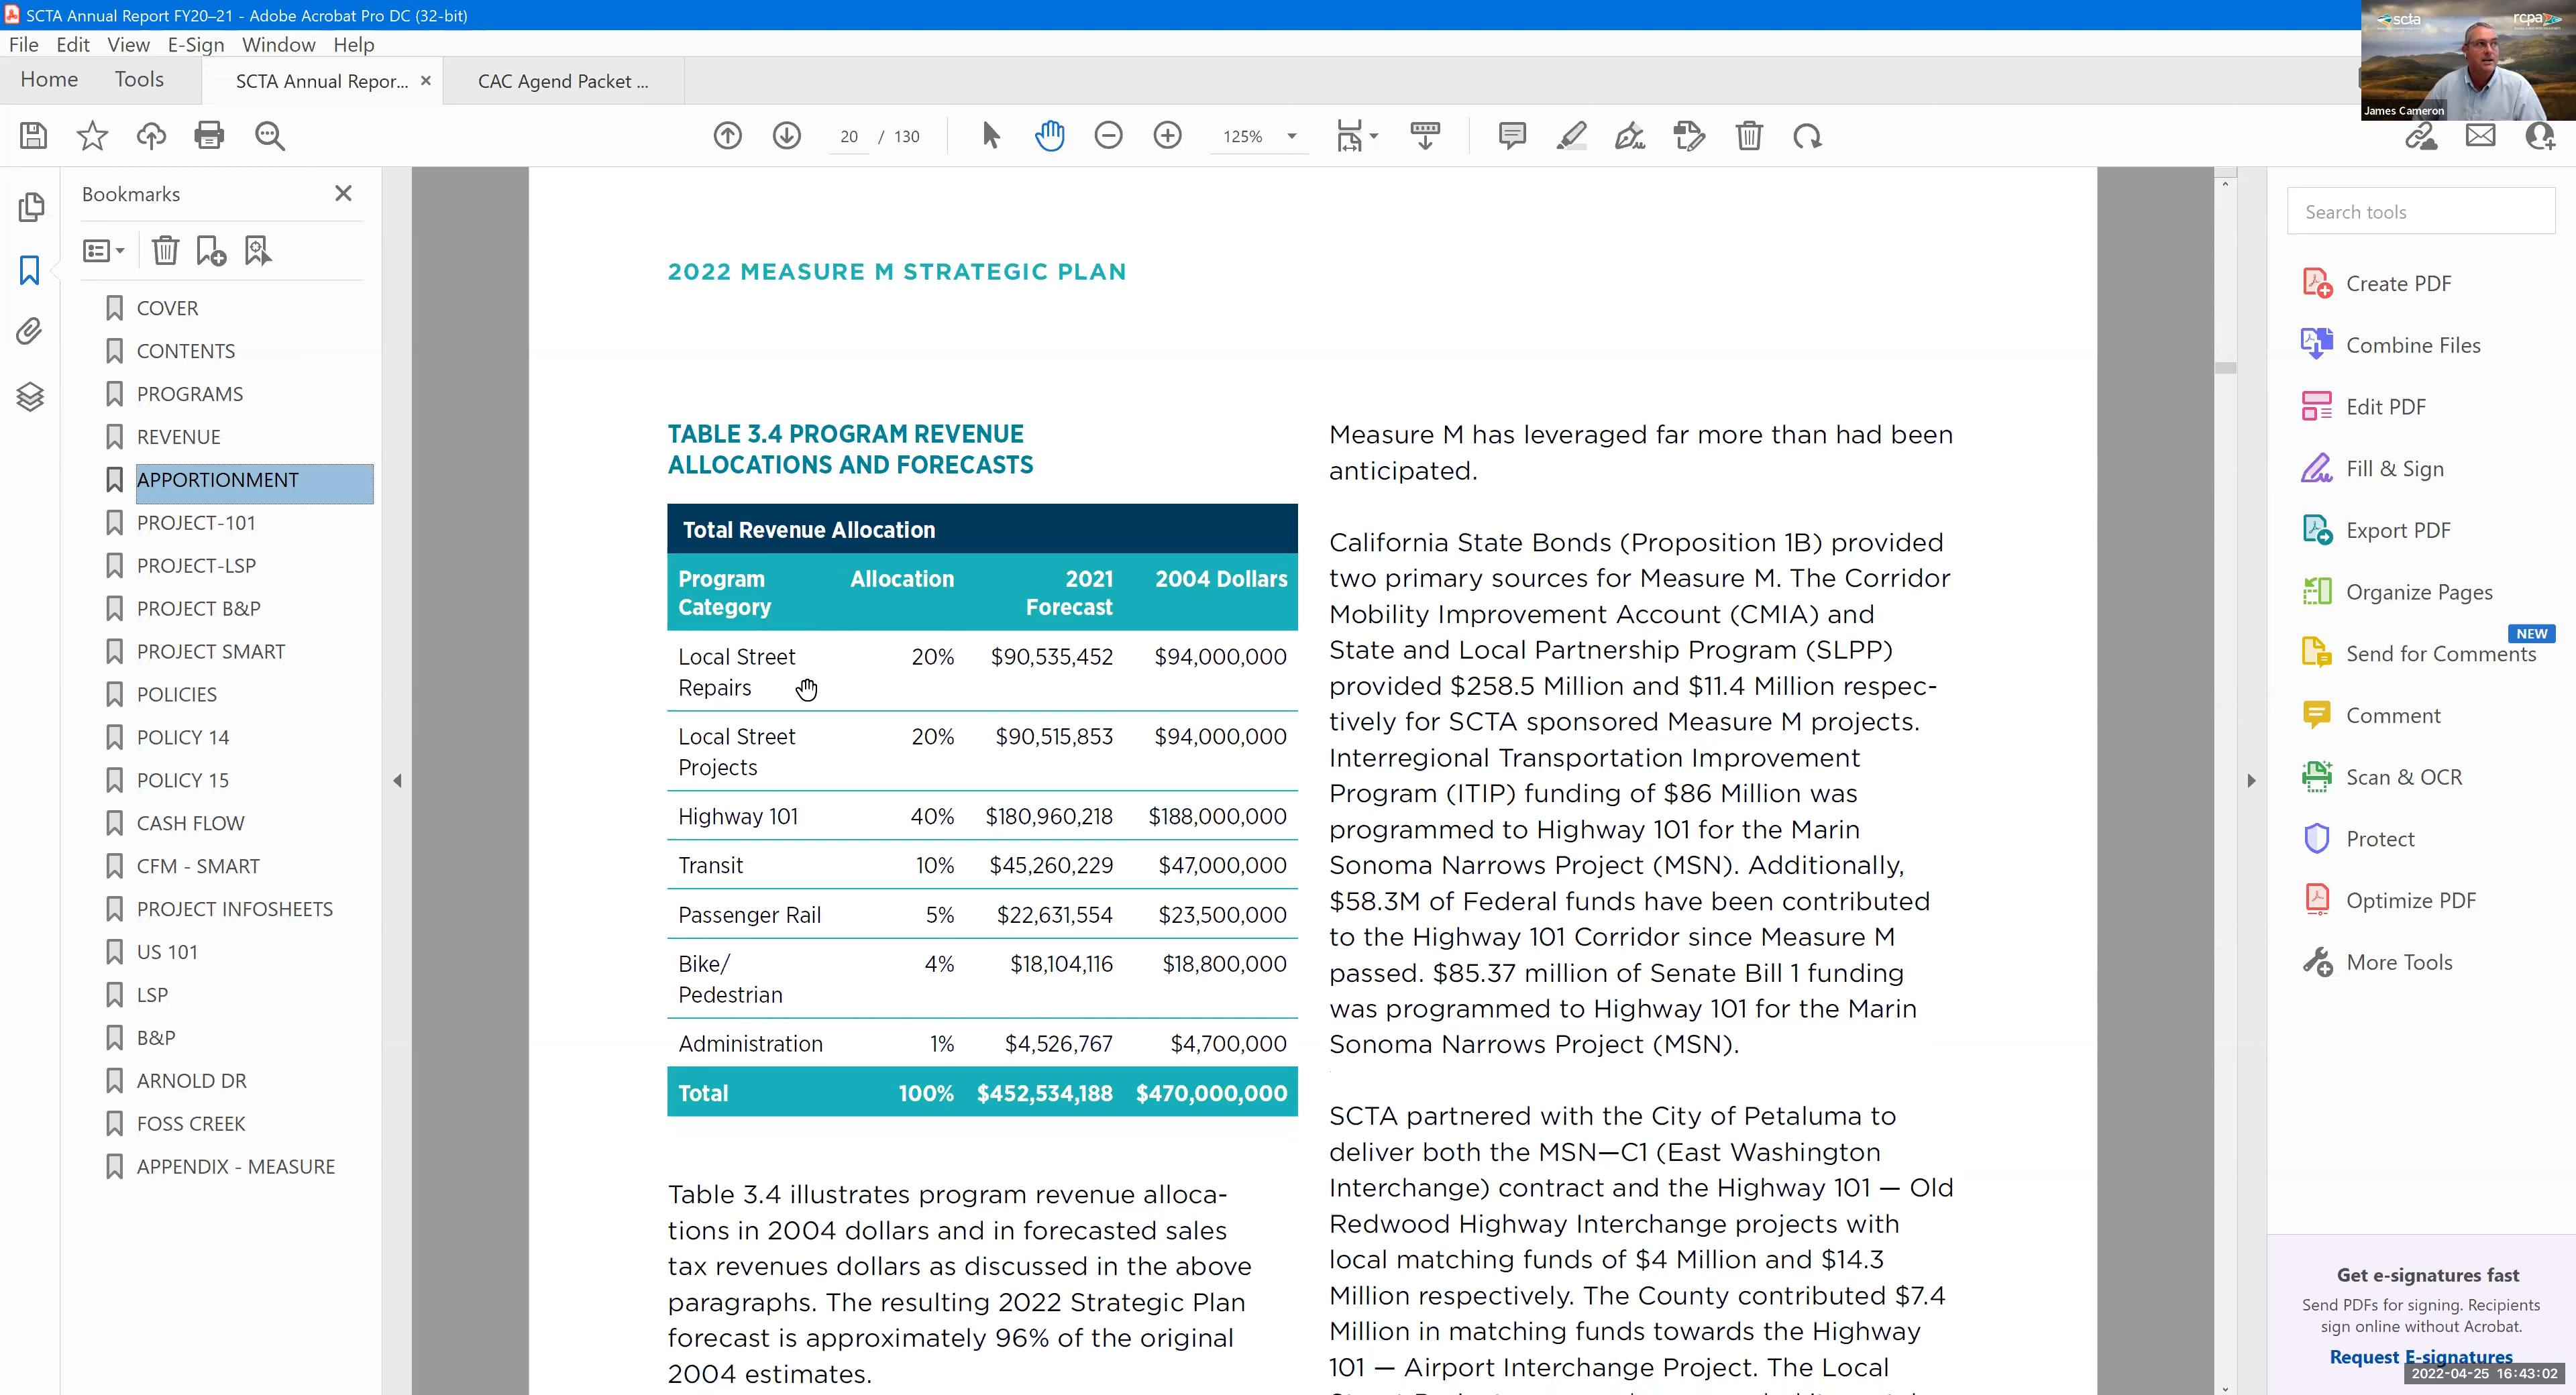 SCTA Annual Report FY20–21 - Adobe Acrobat Pro DC (32-bit)
File Edit View E-Sign Window Help
Home Tools SCTA Annual Repor... × CAC Agend Packet ...
20 / 130 125%
scta rcpa
James Cameron
Bookmarks
COVER
CONTENTS
PROGRAMS
REVENUE
APPORTIONMENT
PROJECT-101
PROJECT-LSP
PROJECT B&P
PROJECT SMART
POLICIES
POLICY 14
POLICY 15
CASH FLOW
CFM - SMART
PROJECT INFOSHEETS
US 101
LSP
B&P
ARNOLD DR
FOSS CREEK
APPENDIX - MEASURE
2022 MEASURE M STRATEGIC PLAN
TABLE 3.4 PROGRAM REVENUE
ALLOCATIONS AND FORECASTS
Total Revenue Allocation
Program Category Allocation 2021 Forecast 2004 Dollars
Local Street Repairs 20% $90,535,452 $94,000,000
Local Street Projects 20% $90,515,853 $94,000,000
Highway 101 40% $180,960,218 $188,000,000
Transit 10% $45,260,229 $47,000,000
Passenger Rail 5% $22,631,554 $23,500,000
Bike/ Pedestrian 4% $18,104,116 $18,800,000
Administration 1% $4,526,767 $4,700,000
Total 100% $452,534,188 $470,000,000
Table 3.4 illustrates program revenue alloca-
tions in 2004 dollars and in forecasted sales
tax revenues dollars as discussed in the above
paragraphs. The resulting 2022 Strategic Plan
forecast is approximately 96% of the original
2004 estimates.
Measure M has leveraged far more than had been
anticipated.
California State Bonds (Proposition 1B) provided
two primary sources for Measure M. The Corridor
Mobility Improvement Account (CMIA) and
State and Local Partnership Program (SLPP)
provided $258.5 Million and $11.4 Million respec-
tively for SCTA sponsored Measure M projects.
Interregional Transportation Improvement
Program (ITIP) funding of $86 Million was
programmed to Highway 101 for the Marin
Sonoma Narrows Project (MSN). Additionally,
$58.3M of Federal funds have been contributed
to the Highway 101 Corridor since Measure M
passed. $85.37 million of Senate Bill 1 funding
was programmed to Highway 101 for the Marin
Sonoma Narrows Project (MSN).
SCTA partnered with the City of Petaluma to
deliver both the MSN—C1 (East Washington
Interchange) contract and the Highway 101 — Old
Redwood Highway Interchange projects with
local matching funds of $4 Million and $14.3
Million respectively. The County contributed $7.4
Million in matching funds towards the Highway
101 — Airport Interchange Project. The Local
Search tools
Create PDF
Combine Files
Edit PDF
Fill & Sign
Export PDF
Organize Pages
NEW
Send for Comments
Comment
Scan & OCR
Protect
Optimize PDF
More Tools
Get e-signatures fast
Send PDFs for signing. Recipients
sign online without Acrobat.
Request E-signatures
2022-04-25 16:43:02